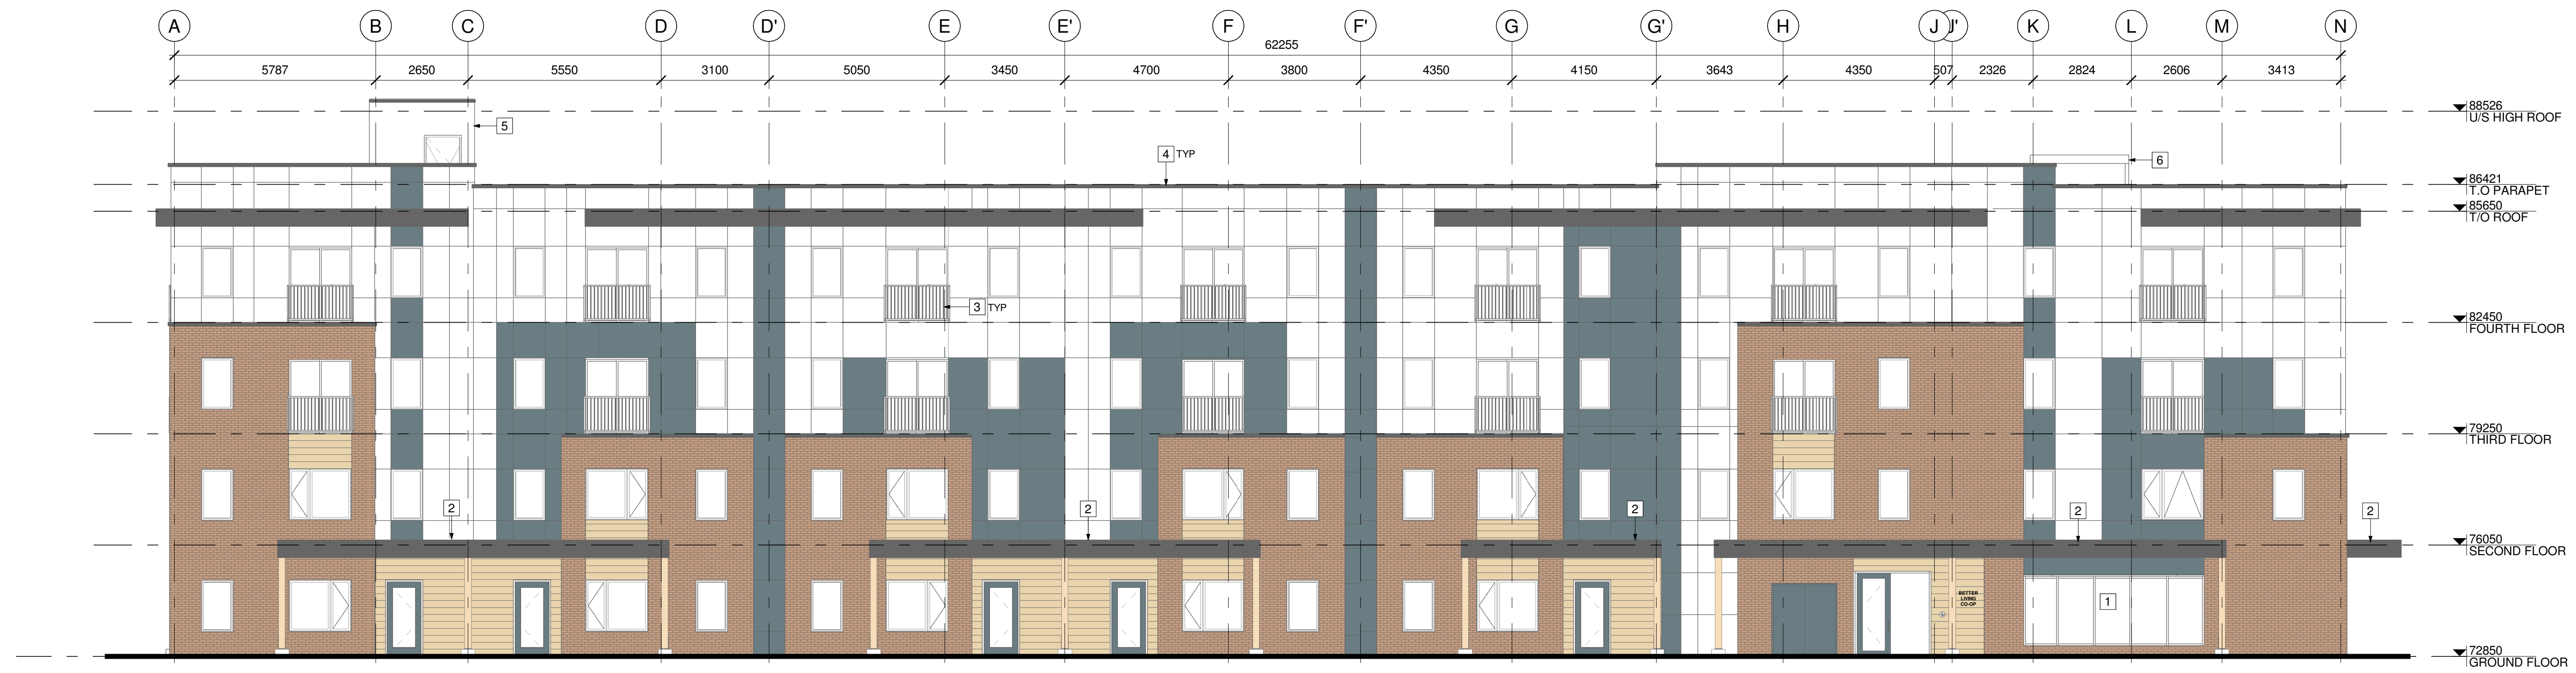 A B C D D' E E' F F' G G' H J J' K L M N
62255
5787 2650 5550 3100 5050 3450 4700 3800 4350 4150 3643 4350 507 2326 2824 2606 3413
88526
U/S HIGH ROOF
5
4 TYP
6
86421
T.O PARAPET
85650
T/O ROOF
3 TYP
82450
FOURTH FLOOR
79250
THIRD FLOOR
2 2 2 2 2
76050
SECOND FLOOR
BETTER
LIVING
CO-OP
1
72850
GROUND FLOOR